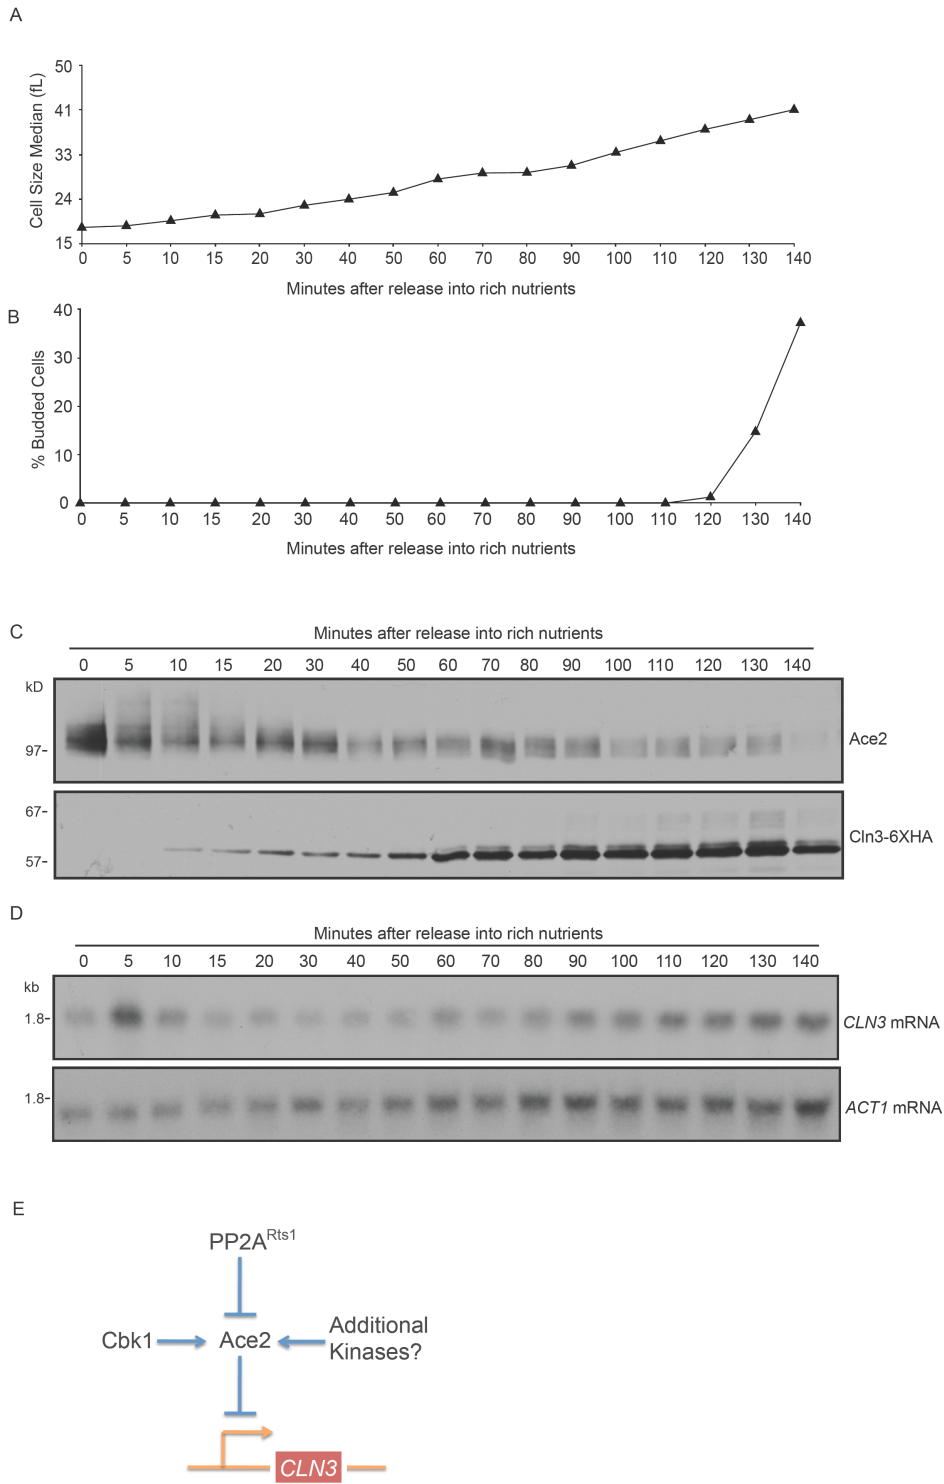 A
Cell Size Median (fL)
50
41
33
24
15
0 5 10 15 20 30 40 50 60 70 80 90 100 110 120 130 140
Minutes after release into rich nutrients
B
% Budded Cells
40
30
20
10
0
0 5 10 15 20 30 40 50 60 70 80 90 100 110 120 130 140
Minutes after release into rich nutrients
C
Minutes after release into rich nutrients
0 5 10 15 20 30 40 50 60 70 80 90 100 110 120 130 140
kD
97-
Ace2
67-
57-
Cln3-6XHA
D
Minutes after release into rich nutrients
0 5 10 15 20 30 40 50 60 70 80 90 100 110 120 130 140
kb
1.8-
CLN3 mRNA
1.8-
ACT1 mRNA
E
PP2A^Rts1
Cbk1
Ace2
Additional
Kinases?
CLN3